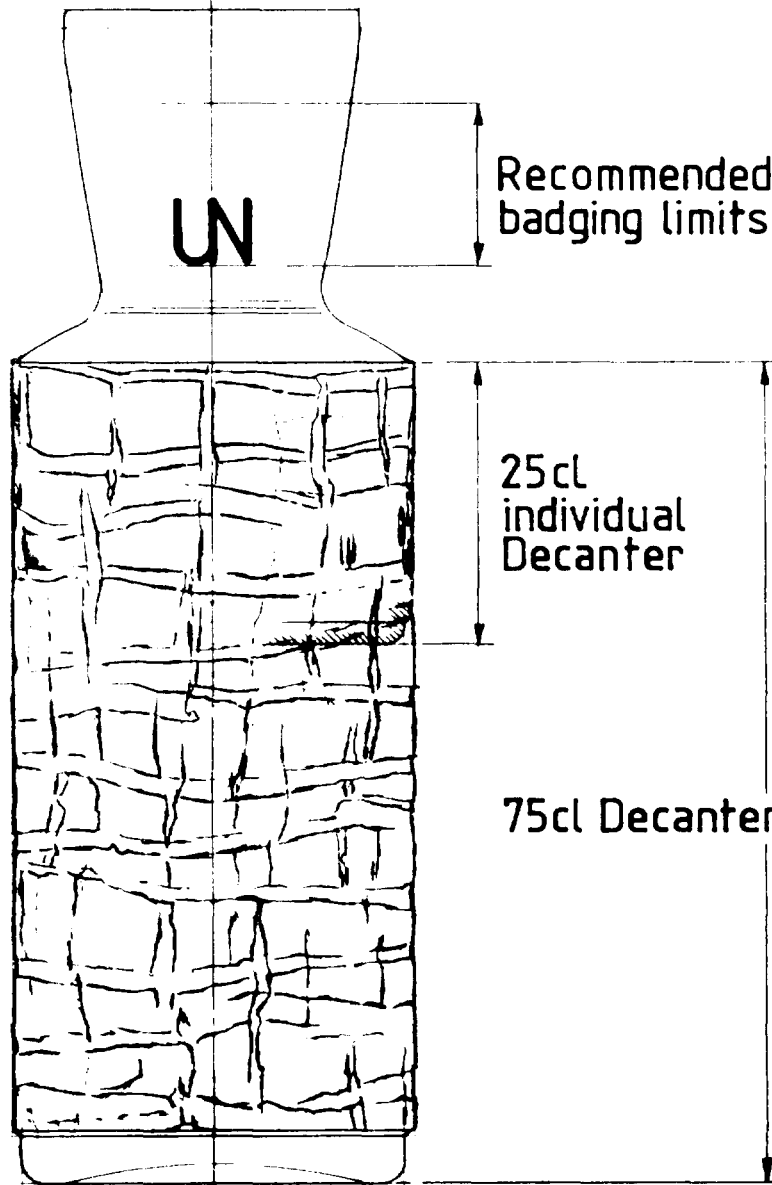 UN
Recommended
badging limits
25cl
individual
Decanter
75cl Decanter